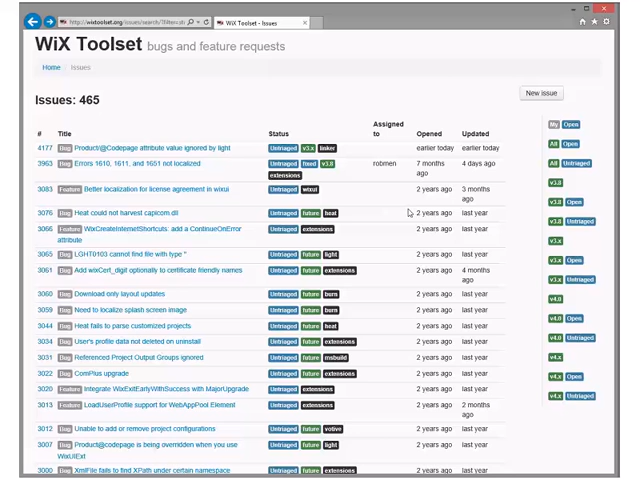 http://wixtoolset.org/issues/search/?filter=.st
WiX Toolset - Issues
WiX Toolset bugs and feature requests
Home / Issues
Issues: 465
New issue
# Title Status Assigned to Opened Updated
4177 Bug Product/@Codepage attribute value ignored by light Untriaged v3.x linker earlier today earlier today
3963 Bug Errors 1610, 1611, and 1651 not localized Untriaged fixed v3.8 extensions robmen 7 months ago 4 days ago
3083 Feature Better localization for license agreement in wixui Untriaged wixui 2 years ago 3 months ago
3076 Bug Heat could not harvest capicom dll Untriaged future heat 2 years ago last year
3066 Feature WixCreateInternetShortcuts: add a ContinueOnError attribute Untriaged extensions 2 years ago last year
3065 Bug LGHT0103 cannot find file with type '' Untriaged future light 2 years ago last year
3061 Bug Add wixCert_digit optionally to certificate friendly names Untriaged future extensions 2 years ago 4 months ago
3060 Bug Download only layout updates Untriaged future burn 2 years ago last year
3059 Bug Need to localize splash screen image Untriaged future burn 2 years ago last year
3044 Bug Heat fails to parse customized projects Untriaged future heat 2 years ago last year
3034 Bug User's profile data not deleted on uninstall Untriaged future extensions 2 years ago last year
3031 Bug Referenced Project Output Groups ignored Untriaged future msbuild 2 years ago last year
3022 Bug ComPlus upgrade Untriaged future extensions 2 years ago last year
3020 Feature Integrate WixExitEarlyWithSuccess with MajorUpgrade Untriaged extensions 2 years ago last year
3013 Feature LoadUserProfile support for WebAppPool Element Untriaged extensions 2 years ago 2 months ago
3012 Bug Unable to add or remove project configurations Untriaged future votive 2 years ago last year
3007 Bug Product@codepage is being overridden when you use WixUIExt Untriaged future light 2 years ago last year
3000 Bug XmlFile fails to find XPath under certain namespace Untriaged future extensions 2 years ago last year
My Open
All Open
All Untriaged
v3.8
v3.8 Open
v3.8 Untriaged
v3.x
v3.x Open
v3.x Untriaged
v4.0
v4.0 Open
v4.0 Untriaged
v4.x
v4.x Open
v4.x Untriaged